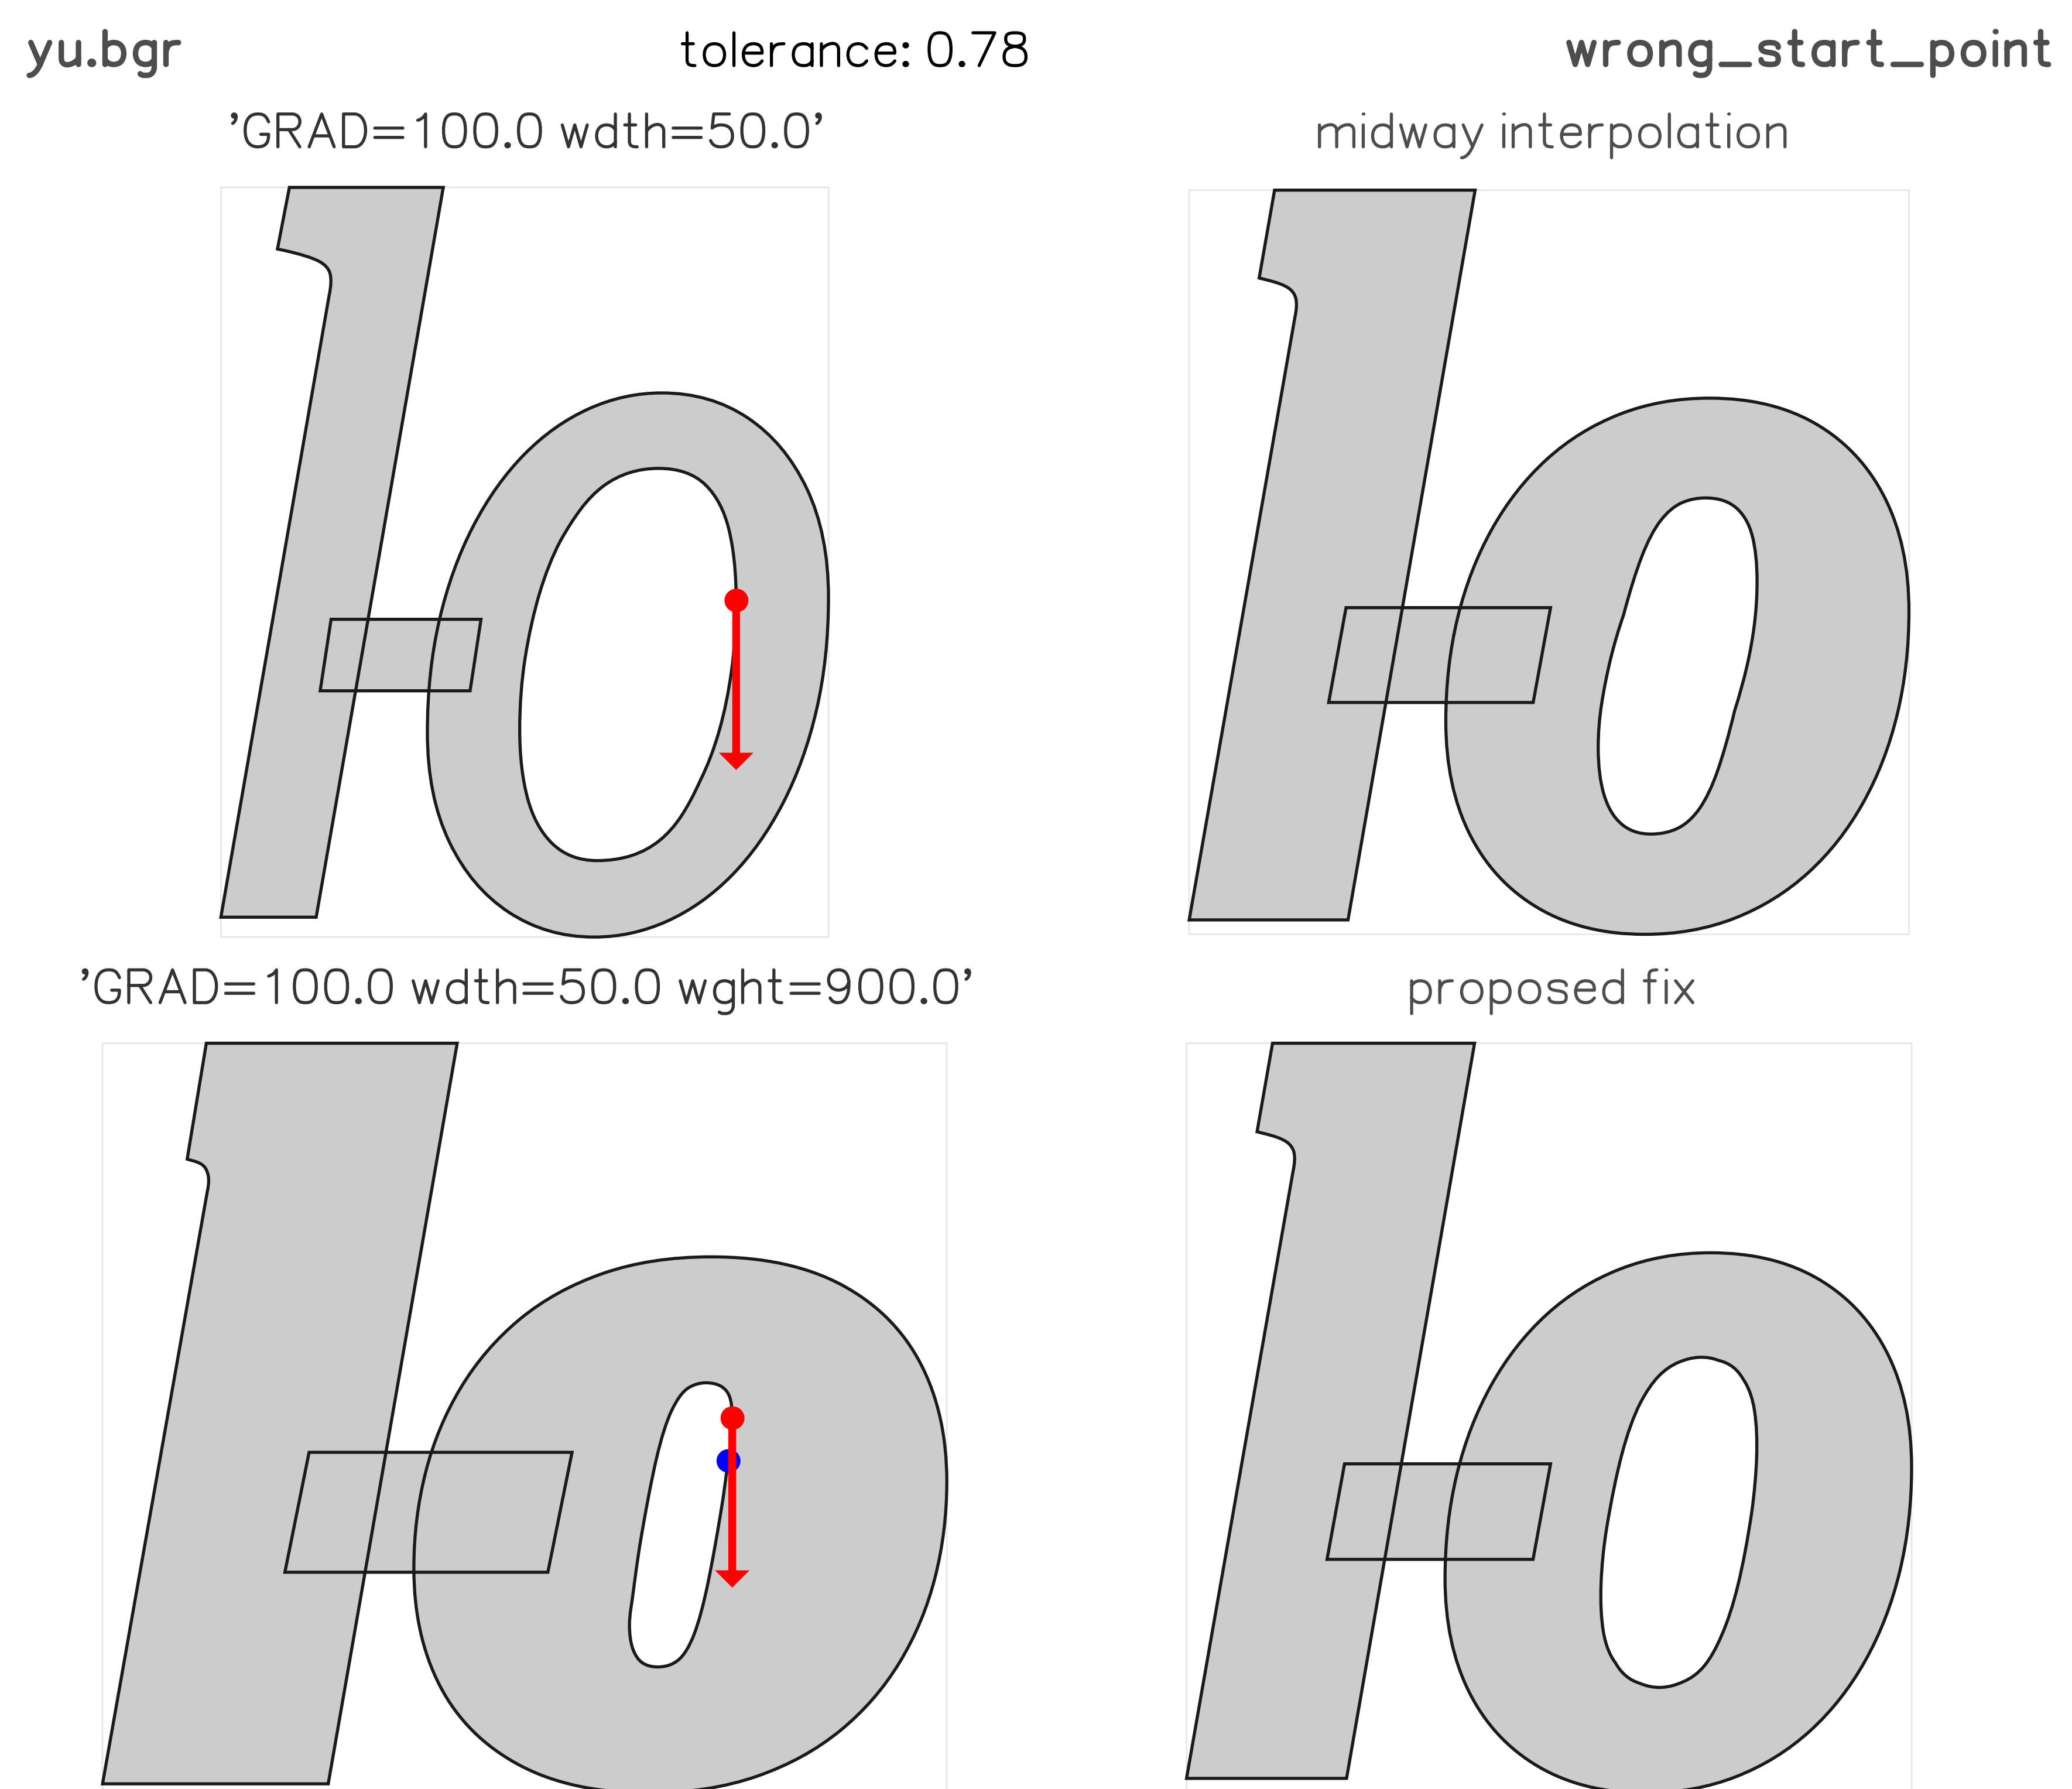 yu.bgr
tolerance: 0.78
wrong_start_point
'GRAD=100.0 wdth=50.0'
midway interpolation
'GRAD=100.0 wdth=50.0 wght=900.0'
proposed fix